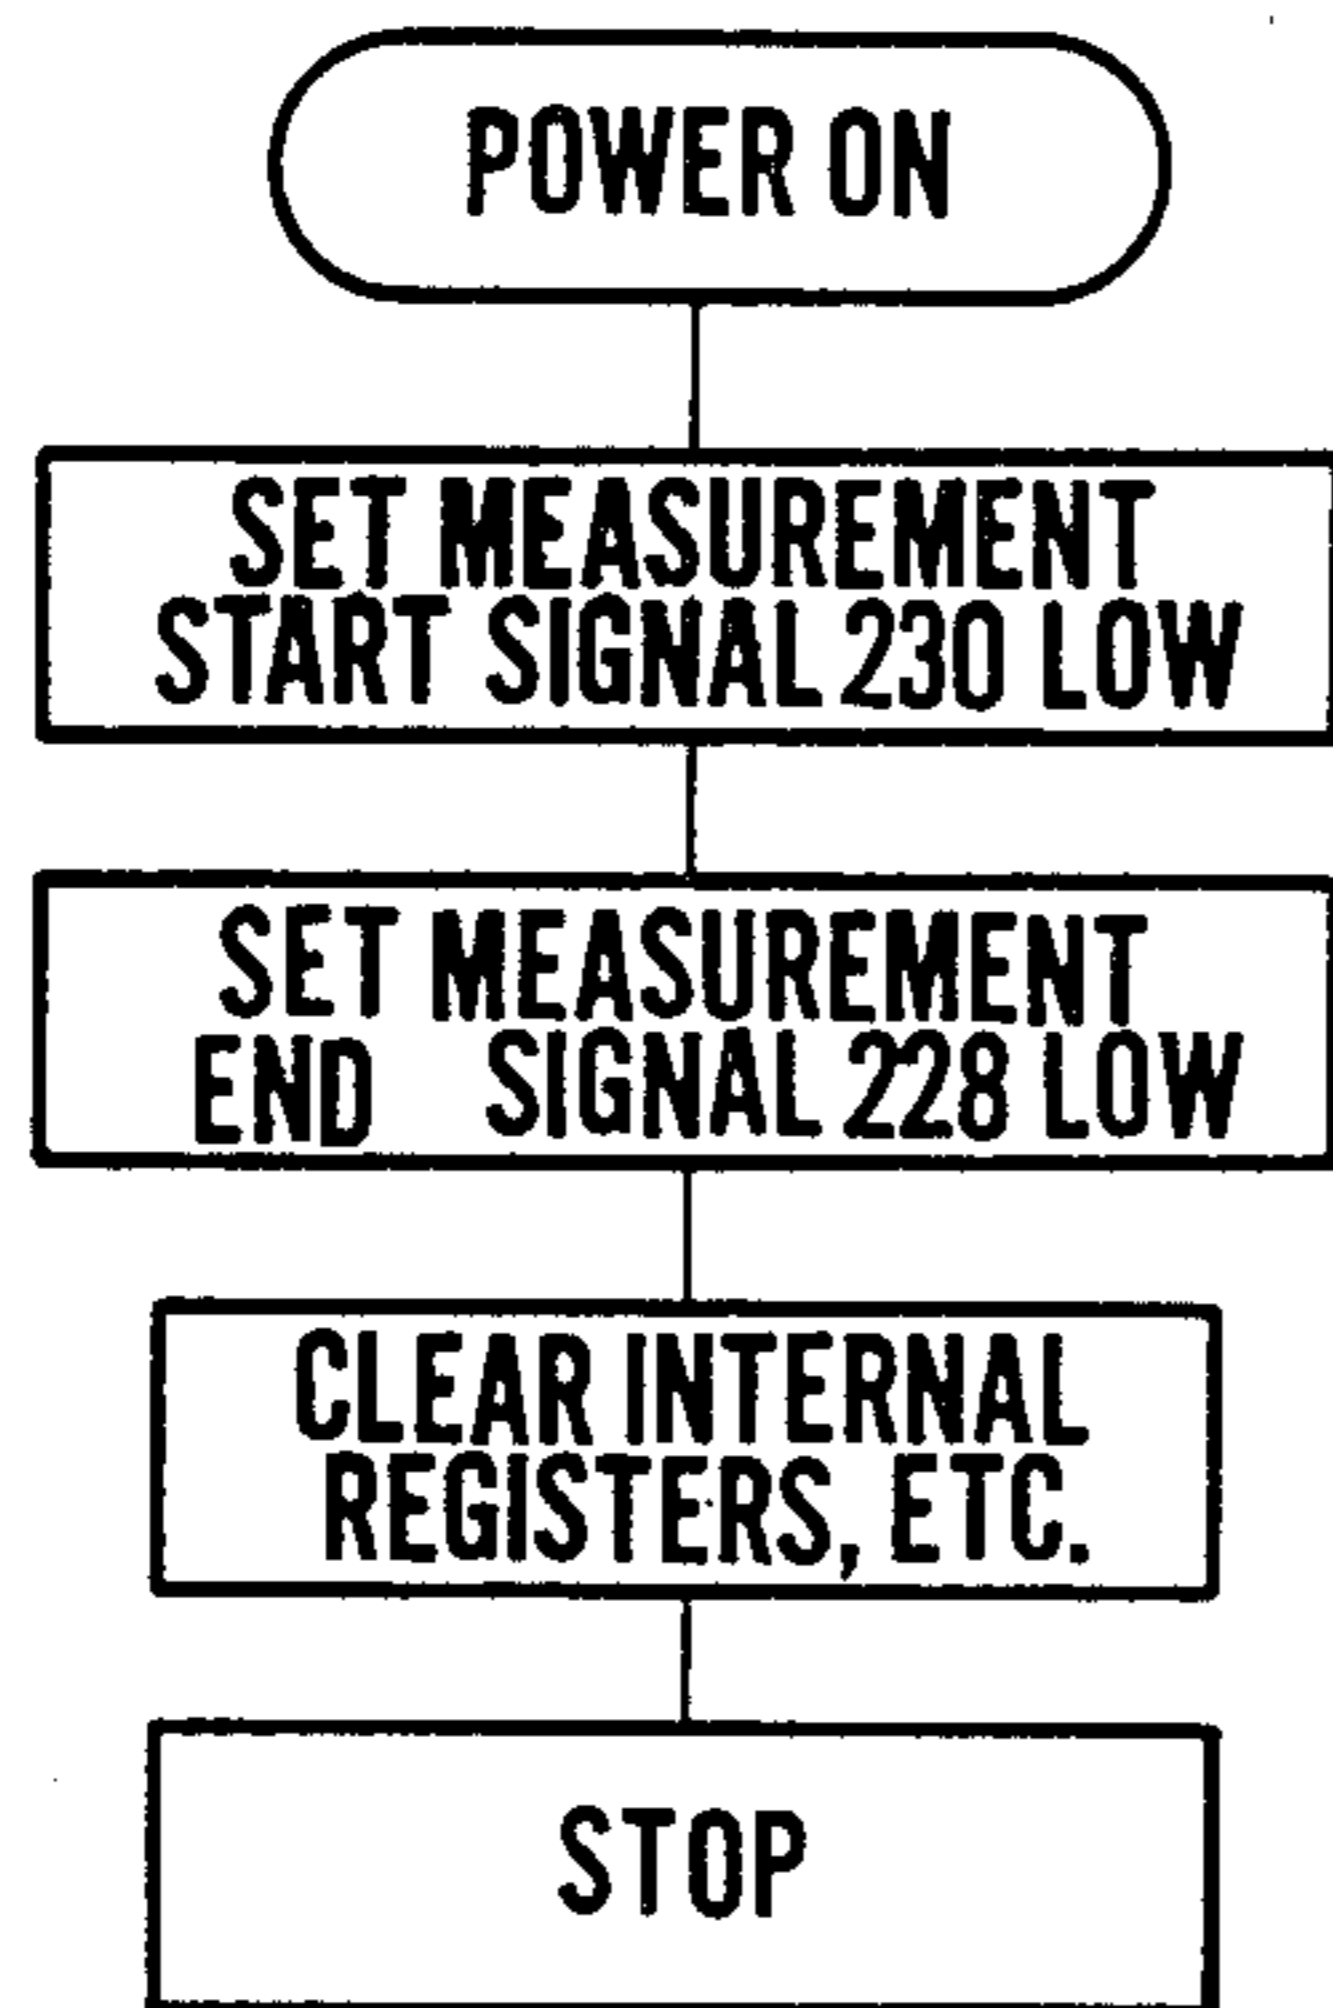 POWER ON
SET MEASUREMENT
START SIGNAL 230 LOW
SET MEASUREMENT
END SIGNAL 228 LOW
CLEAR INTERNAL
REGISTERS, ETC.
STOP